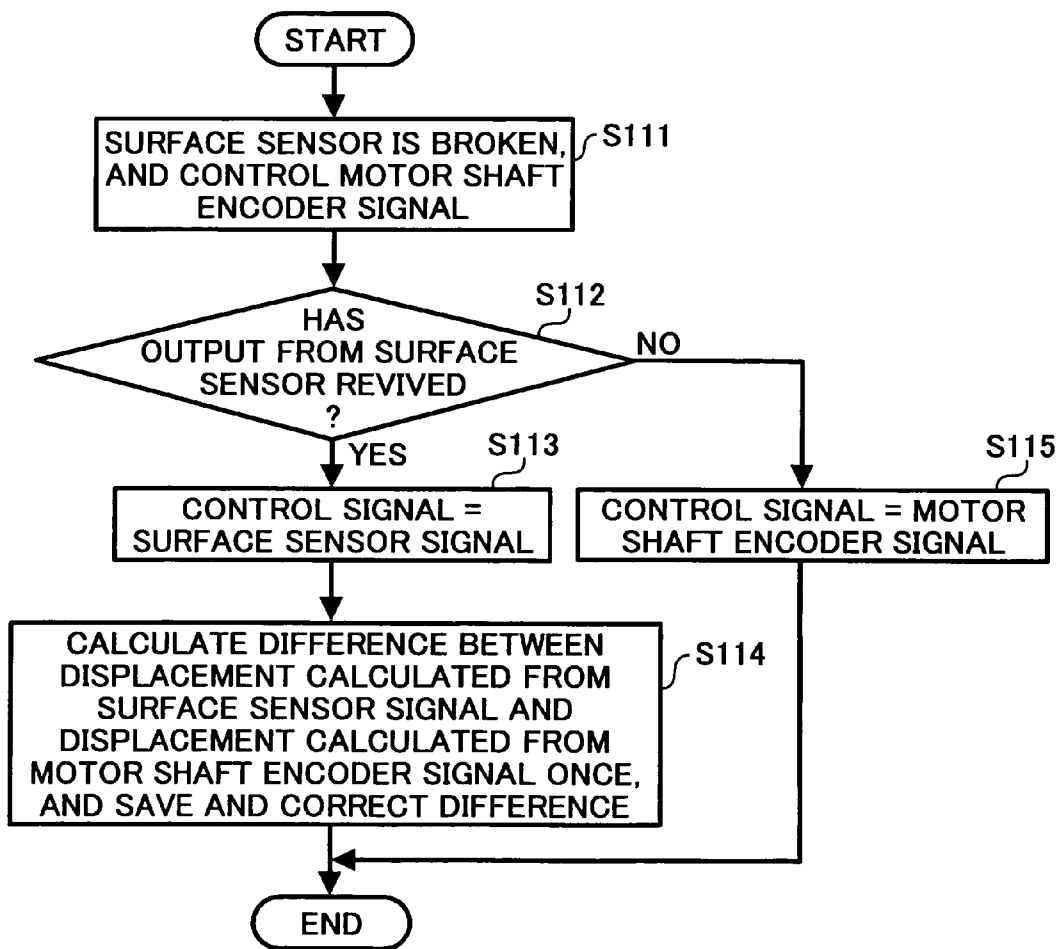 START
SURFACE SENSOR IS BROKEN,
AND CONTROL MOTOR SHAFT
ENCODER SIGNAL
S111
HAS
OUTPUT FROM SURFACE
SENSOR REVIVED
?
S112
NO
YES
S113
CONTROL SIGNAL =
SURFACE SENSOR SIGNAL
S115
CONTROL SIGNAL = MOTOR
SHAFT ENCODER SIGNAL
CALCULATE DIFFERENCE BETWEEN
DISPLACEMENT CALCULATED FROM
SURFACE SENSOR SIGNAL AND
DISPLACEMENT CALCULATED FROM
MOTOR SHAFT ENCODER SIGNAL ONCE,
AND SAVE AND CORRECT DIFFERENCE
S114
END